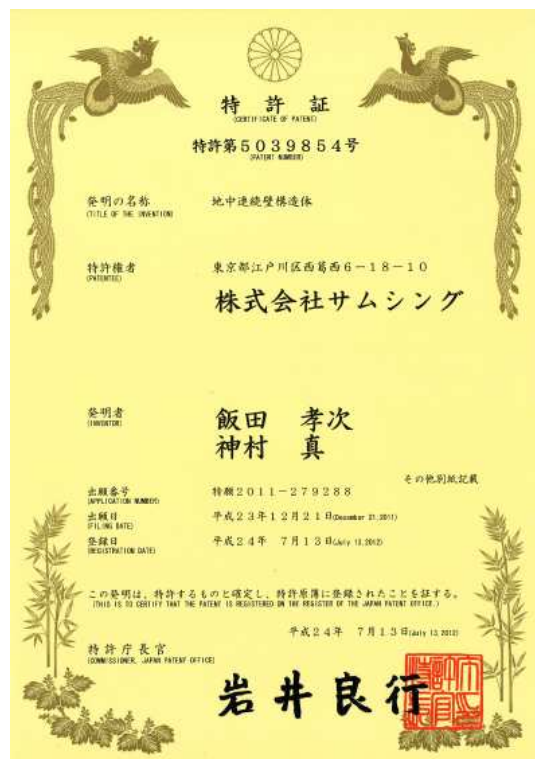 特許証
(CERTIFICATE OF PATENT)
特許第5039854号
(PATENT NUMBER)
発明の名称
(TITLE OF THE INVENTION)
地中連続壁構造体
特許権者
(PATENTEE)
東京都江戸川区西葛西6-18-10
株式会社サムシング
発明者
(INVENTOR)
飯田 孝次
神村 真
その他別紙記載
出願番号
(APPLICATION NUMBER)
特願2011-279288
出願日
(FILING DATE)
平成23年12月21日(December 21,2011)
登録日
(REGISTRATION DATE)
平成24年 7月13日(July 13,2012)
この発明は、特許するものと確定し、特許原簿に登録されたことを証する。
(THIS IS TO CERTIFY THAT THE PATENT IS REGISTERED ON THE REGISTER OF THE JAPAN PATENT OFFICE.)
平成24年 7月13日(July 13,2012)
特許庁長官
(COMMISSIONER, JAPAN PATENT OFFICE)
岩井良行